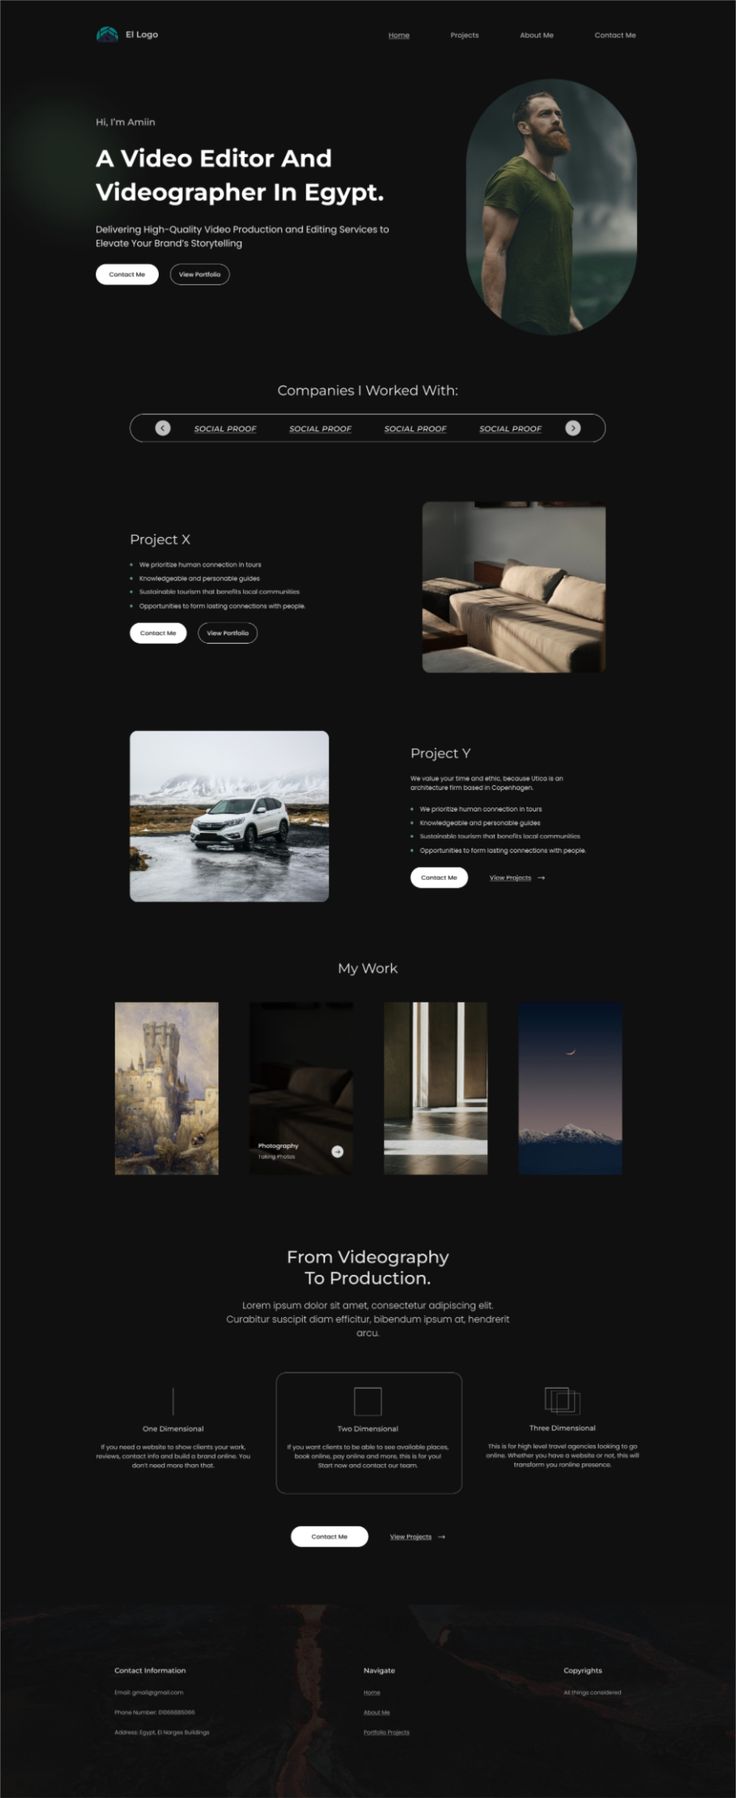 El Logo
Home Projects About Me Contact Me
Hi, I'm Amiin
A Video Editor And
Videographer In Egypt.
Delivering High-Quality Video Production and Editing Services to
Elevate Your Brand's Storytelling
Contact Me View Portfolio
Companies I Worked With:
SOCIAL PROOF SOCIAL PROOF SOCIAL PROOF SOCIAL PROOF
Project X
We prioritize human connection in tours
Knowledgeable and personable guides
Sustainable tourism that benefits local communities
Opportunities to form lasting connections with people.
Contact Me View Portfolio
Project Y
We value your time and ethic, because Utica is an
architecture firm based in Copenhagen.
We prioritize human connection in tours
Knowledgeable and personable guides
Sustainable tourism that benefits local communities
Opportunities to form lasting connections with people.
Contact Me View Projects →
My Work
Photography
Taking Photos
From Videography
To Production.
Lorem ipsum dolor sit amet, consectetur adipiscing elit.
Curabitur suscipit diam efficitur, bibendum ipsum at, hendrerit
arcu.
One Dimensional
If you need a website to show clients your work,
reviews, contact info and build a brand online. You
don't need more than that.
Two Dimensional
If you want clients to be able to see available places,
book online, pay online and more, this is for you!
Start now and contact our team.
Three Dimensional
This is for high level travel agencies looking to go
online. Whether you have a website or not, this will
transform you ronline presence.
Contact Me View Projects →
Contact Information
Email: gmail@gmail.com
Phone Number: 01066885066
Address: Egypt, El Narges Buildings
Navigate
Home
About Me
Portfolio Projects
Copyrights
All things considered